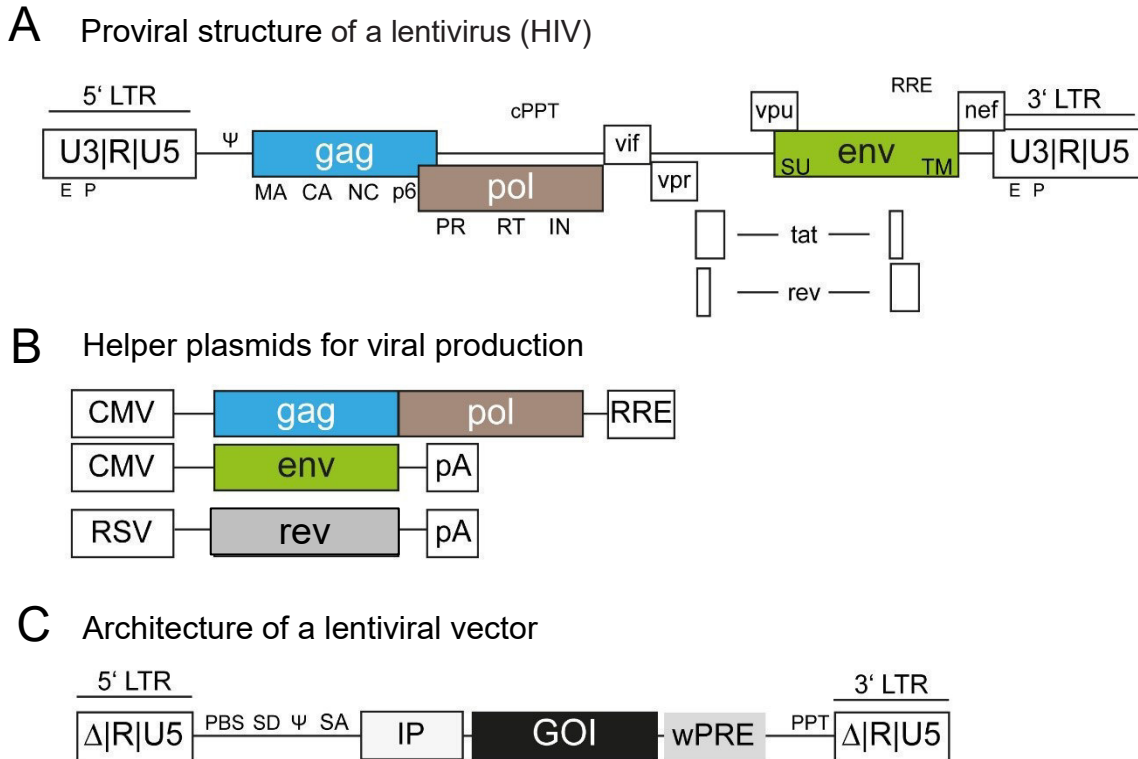 A Proviral structure of a lentivirus (HIV)
5‘ LTR cPPT RRE 3‘ LTR
U3|R|U5 Ψ gag vif vpu env nef U3|R|U5
SU TM
E P MA CA NC p6 pol vpr E P
PR RT IN
tat
rev
B Helper plasmids for viral production
CMV gag pol RRE
CMV env pA
RSV rev pA
C Architecture of a lentiviral vector
5‘ LTR 3‘ LTR
Δ|R|U5 PBS SD Ψ SA IP GOI wPRE PPT Δ|R|U5